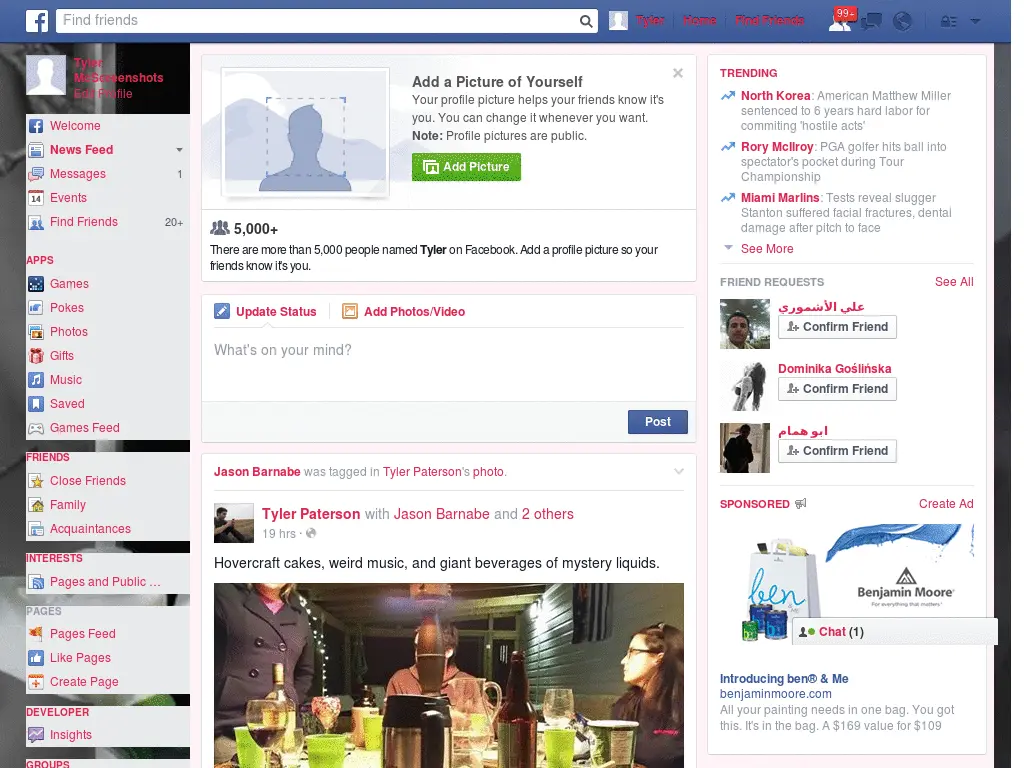 Find friends
Tyler
Home
Find Friends
99+
Tyler
McScreenshots
Edit Profile
Welcome
News Feed
Messages 1
14 Events
Find Friends 20+
APPS
Games
Pokes
Photos
Gifts
Music
Saved
Games Feed
FRIENDS
Close Friends
Family
Acquaintances
INTERESTS
Pages and Public …
PAGES
Pages Feed
Like Pages
Create Page
DEVELOPER
Insights
GROUPS
Add a Picture of Yourself
Your profile picture helps your friends know it's
you. You can change it whenever you want.
Note: Profile pictures are public.
Add Picture
5,000+
There are more than 5,000 people named Tyler on Facebook. Add a profile picture so your
friends know it's you.
Update Status
Add Photos/Video
What's on your mind?
Post
Jason Barnabe was tagged in Tyler Paterson's photo.
Tyler Paterson with Jason Barnabe and 2 others
19 hrs ·
Hovercraft cakes, weird music, and giant beverages of mystery liquids.
TRENDING
North Korea: American Matthew Miller
sentenced to 6 years hard labor for
commiting 'hostile acts'
Rory McIlroy: PGA golfer hits ball into
spectator's pocket during Tour
Championship
Miami Marlins: Tests reveal slugger
Stanton suffered facial fractures, dental
damage after pitch to face
See More
FRIEND REQUESTS See All
علي الأشموري
Confirm Friend
Dominika Goślińska
Confirm Friend
ابو همام
Confirm Friend
SPONSORED Create Ad
ben
& ME
Benjamin Moore®
For everything that matters.™
Chat (1)
Introducing ben® & Me
benjaminmoore.com
All your painting needs in one bag. You got
this. It's in the bag. A $169 value for $109